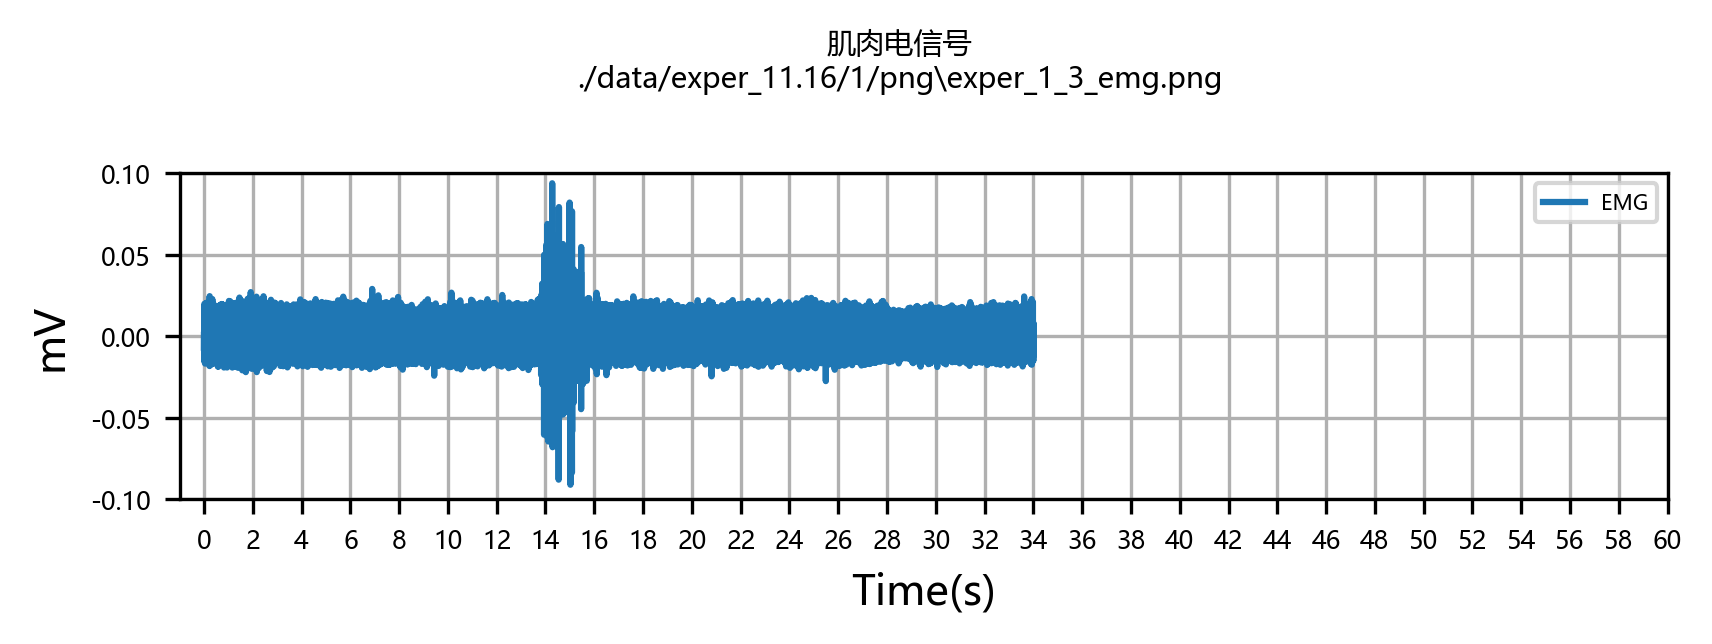 肌肉电信号
./data/exper_11.16/1/png\exper_1_3_emg.png
0.10
0.05
0.00
-0.05
-0.10
mV
EMG
0 2 4 6 8 10 12 14 16 18 20 22 24 26 28 30 32 34 36 38 40 42 44 46 48 50 52 54 56 58 60
Time(s)